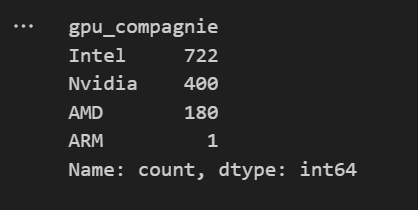 ... gpu_compagnie
Intel 722
Nvidia 400
AMD 180
ARM 1
Name: count, dtype: int64